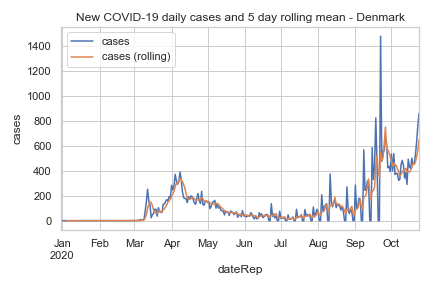 New COVID-19 daily cases and 5 day rolling mean - Denmark
cases
cases (rolling)
1400
1200
1000
800
600
400
200
0
cases
Jan Feb Mar Apr May Jun Jul Aug Sep Oct
2020
dateRep